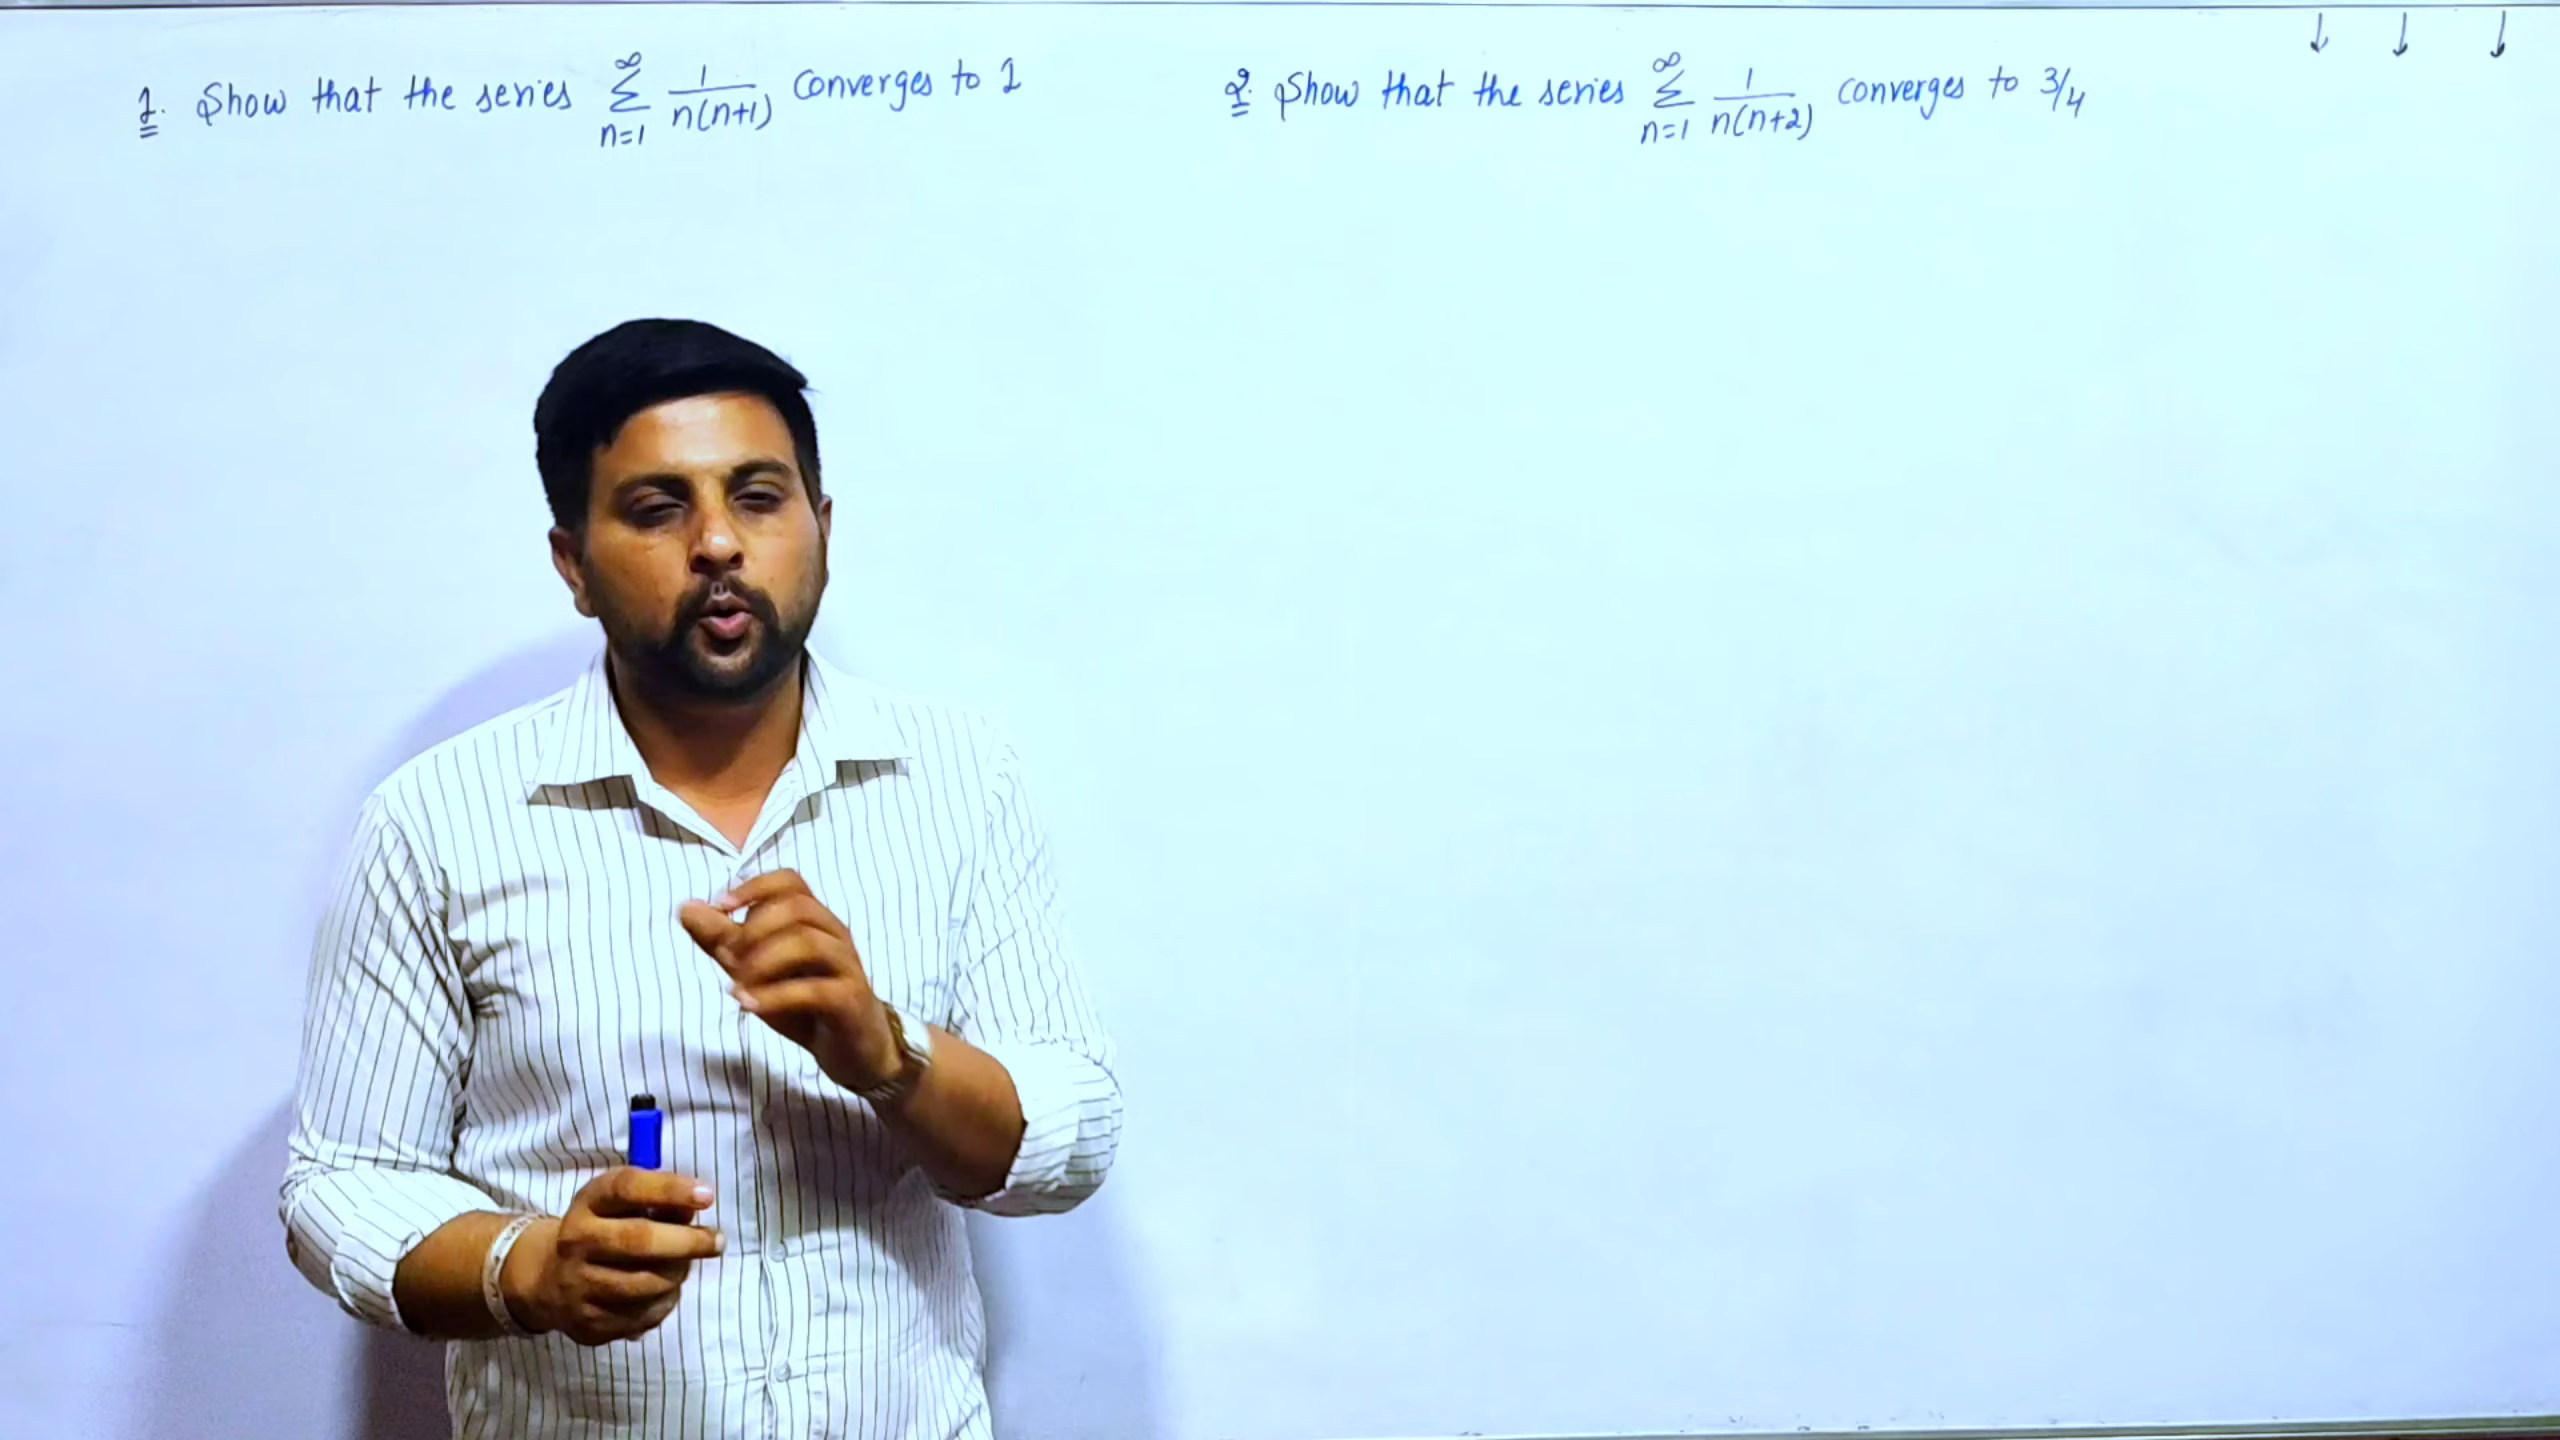 1. Show that the series ∑_{n=1}^{∞} 1/n(n+1) converges to 1
2. Show that the series ∑_{n=1}^{∞} 1/n(n+2) converges to 3/4